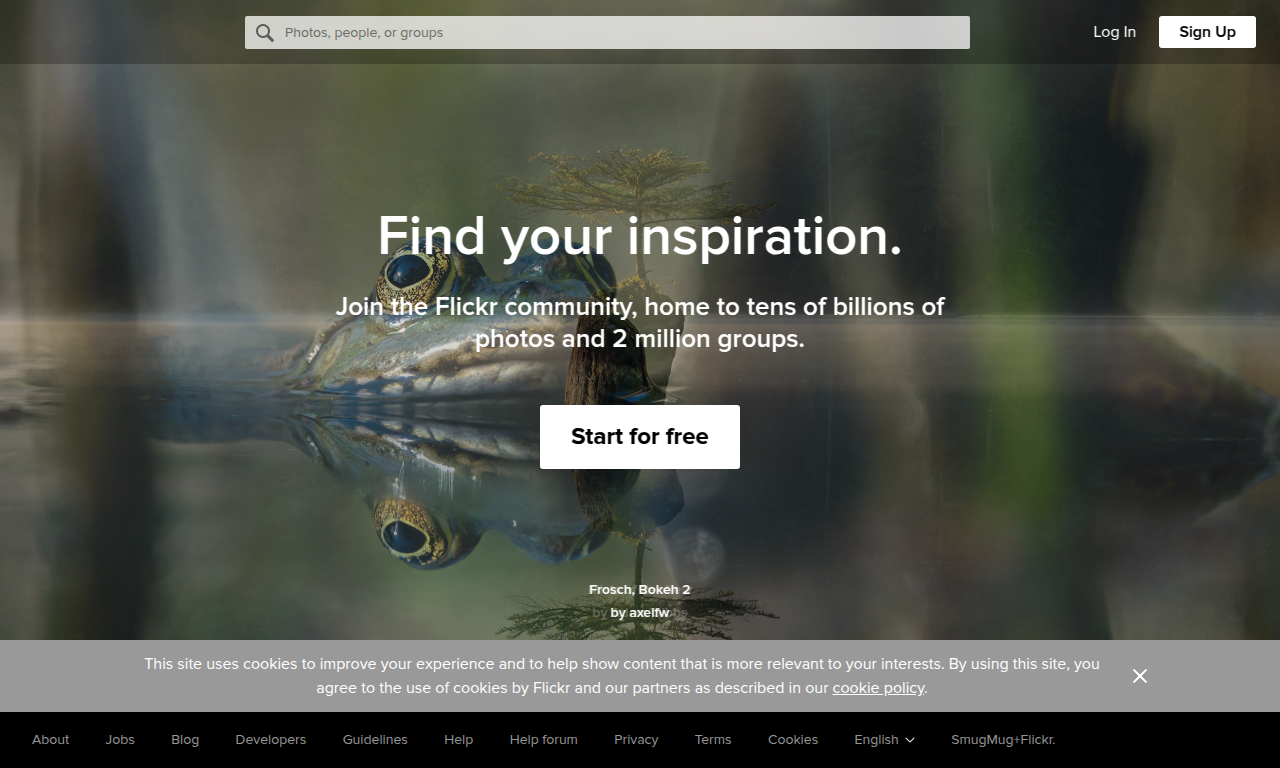 Photos, people, or groups
Log In
Sign Up
Find your inspiration.
Join the Flickr community, home to tens of billions of
photos and 2 million groups.
Start for free
Frosch, Bokeh 2
by axelfw
This site uses cookies to improve your experience and to help show content that is more relevant to your interests. By using this site, you
agree to the use of cookies by Flickr and our partners as described in our cookie policy.
About Jobs Blog Developers Guidelines Help Help forum Privacy Terms Cookies English SmugMug+Flickr.